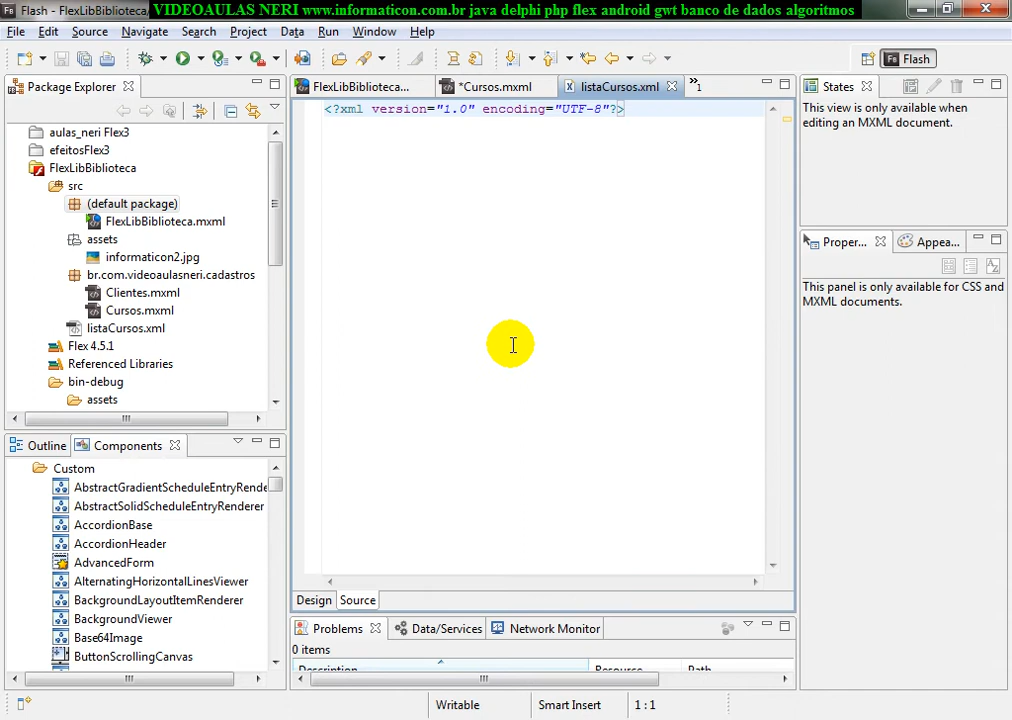 Flash - FlexLibBiblioteca/
VIDEOAULAS NERI www.informaticon.com.br java delphi php flex android gwt banco de dados algoritmos
File Edit Source Navigate Search Project Data Run Window Help
Flash
Package Explorer
FlexLibBiblioteca...
*Cursos.mxml
listaCursos.xml
»1
States
<?xml version="1.0" encoding="UTF-8"?>
This view is only available when
editing an MXML document.
aulas_neri Flex3
efeitosFlex3
FlexLibBiblioteca
src
(default package)
FlexLibBiblioteca.mxml
assets
informaticon2.jpg
br.com.videoaulasneri.cadastros
Clientes.mxml
Cursos.mxml
listaCursos.xml
Flex 4.5.1
Referenced Libraries
bin-debug
assets
Proper...
Appea...
This panel is only available for CSS and
MXML documents.
Outline
Components
Custom
AbstractGradientScheduleEntryRende
AbstractSolidScheduleEntryRenderer
AccordionBase
AccordionHeader
AdvancedForm
AlternatingHorizontalLinesViewer
BackgroundLayoutItemRenderer
BackgroundViewer
Base64Image
ButtonScrollingCanvas
Design Source
Problems
Data/Services
Network Monitor
0 items
Description Resource Path
Writable
Smart Insert
1 : 1